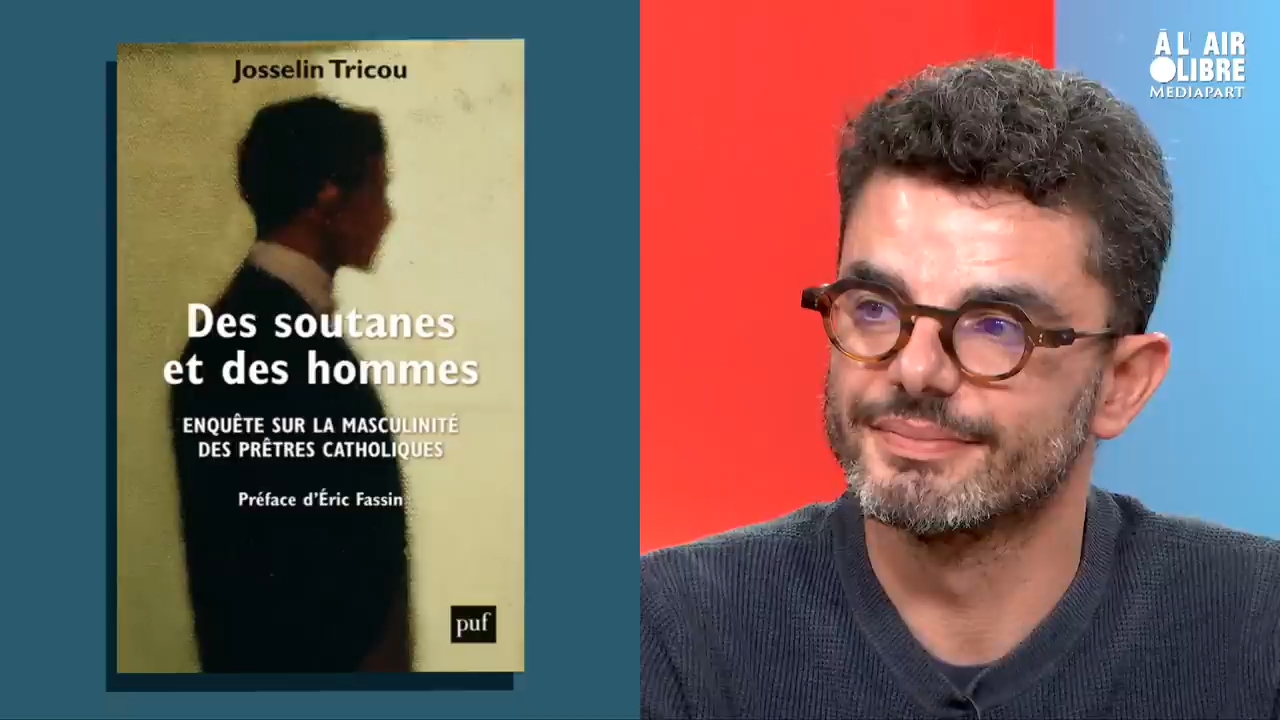 Josselin Tricou
Des soutanes
et des hommes
ENQUÊTE SUR LA MASCULINITÉ
DES PRÊTRES CATHOLIQUES
Préface d'Éric Fassin
puf
À L' AIR
LIBRE
MEDIAPART